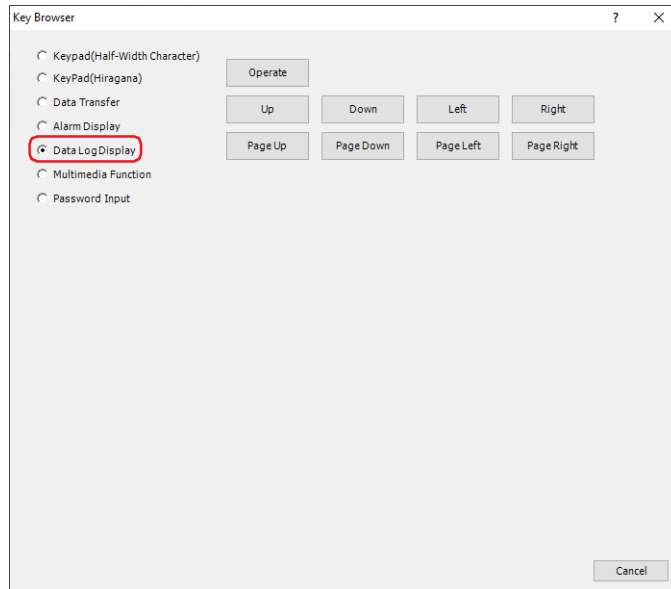 Key Browser
?
Keypad(Half-Width Character)
KeyPad(Hiragana)
Data Transfer
Alarm Display
Data Log Display
Multimedia Function
Password Input
Operate
Up Down Left Right
Page Up Page Down Page Left Page Right
Cancel